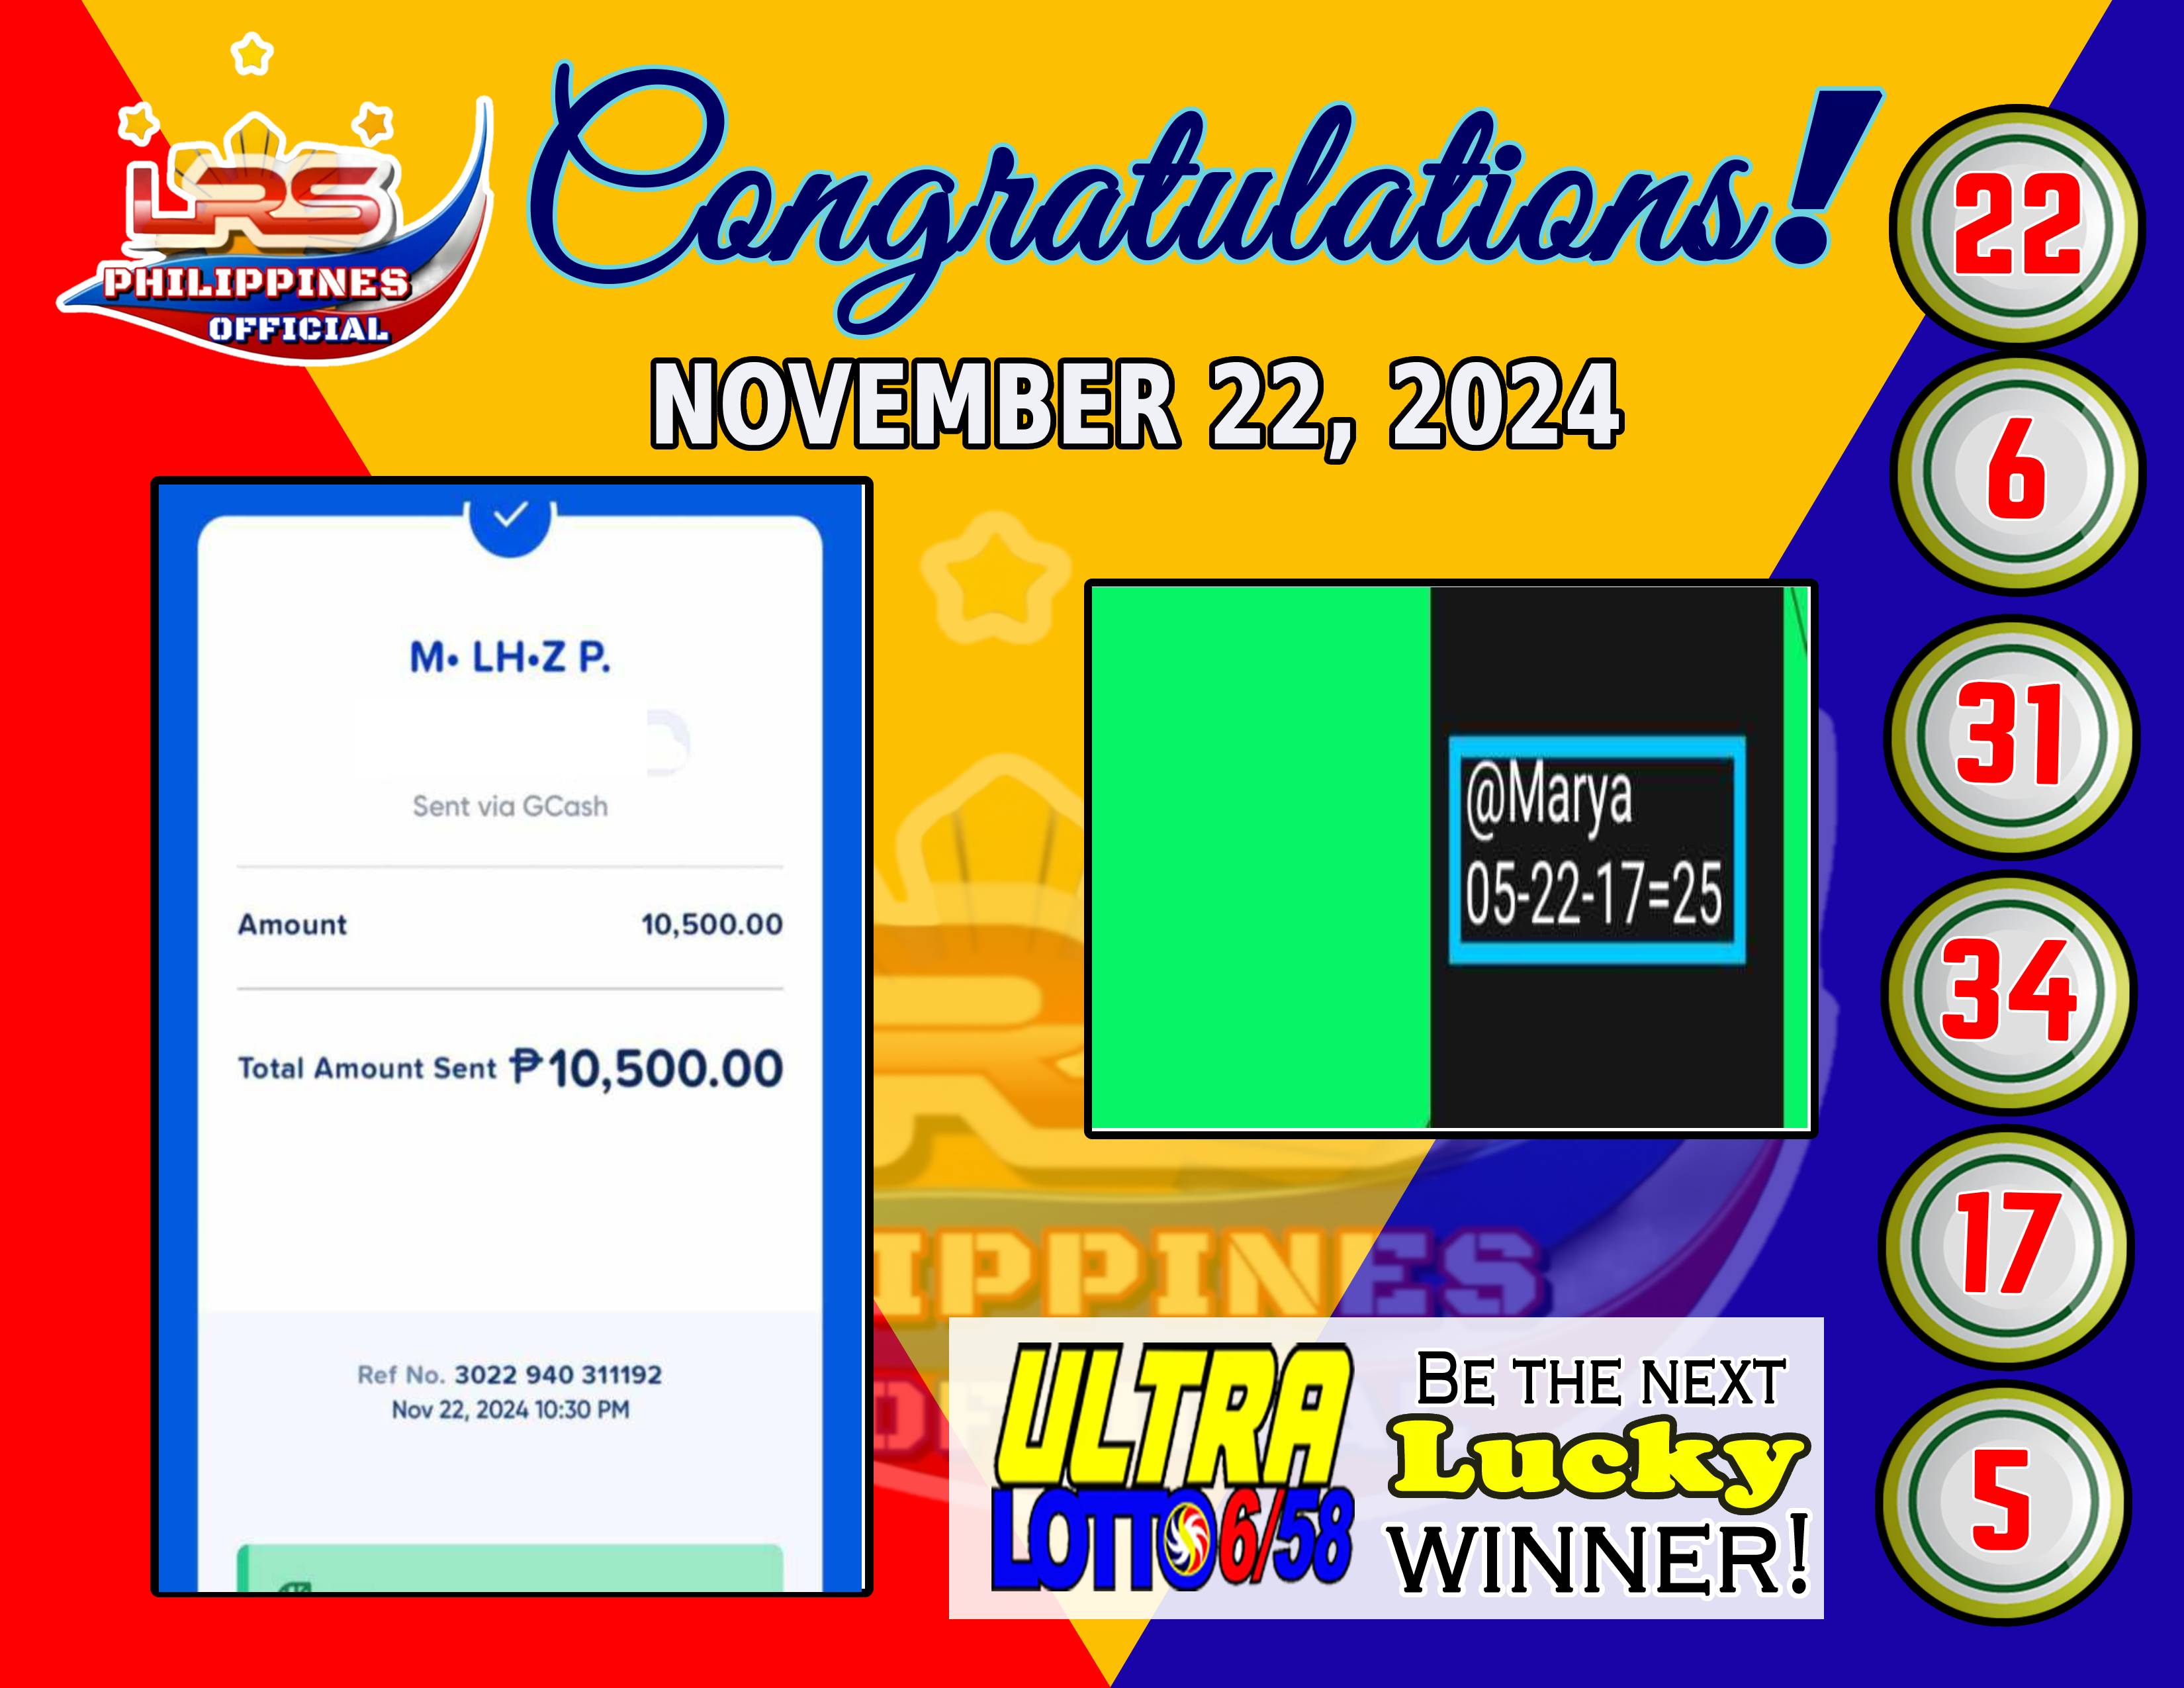 LRS
PHILIPPINES
OFFICIAL
Congratulations!
NOVEMBER 22, 2024
M• LH•Z P.
Sent via GCash
Amount 10,500.00
Total Amount Sent ₱10,500.00
Ref No. 3022 940 311192
Nov 22, 2024 10:30 PM
@Marya
05-22-17=25
IPPINES
ULTRA
LOTTO 6/58
BE THE NEXT
Lucky
WINNER!
22
6
31
34
17
5